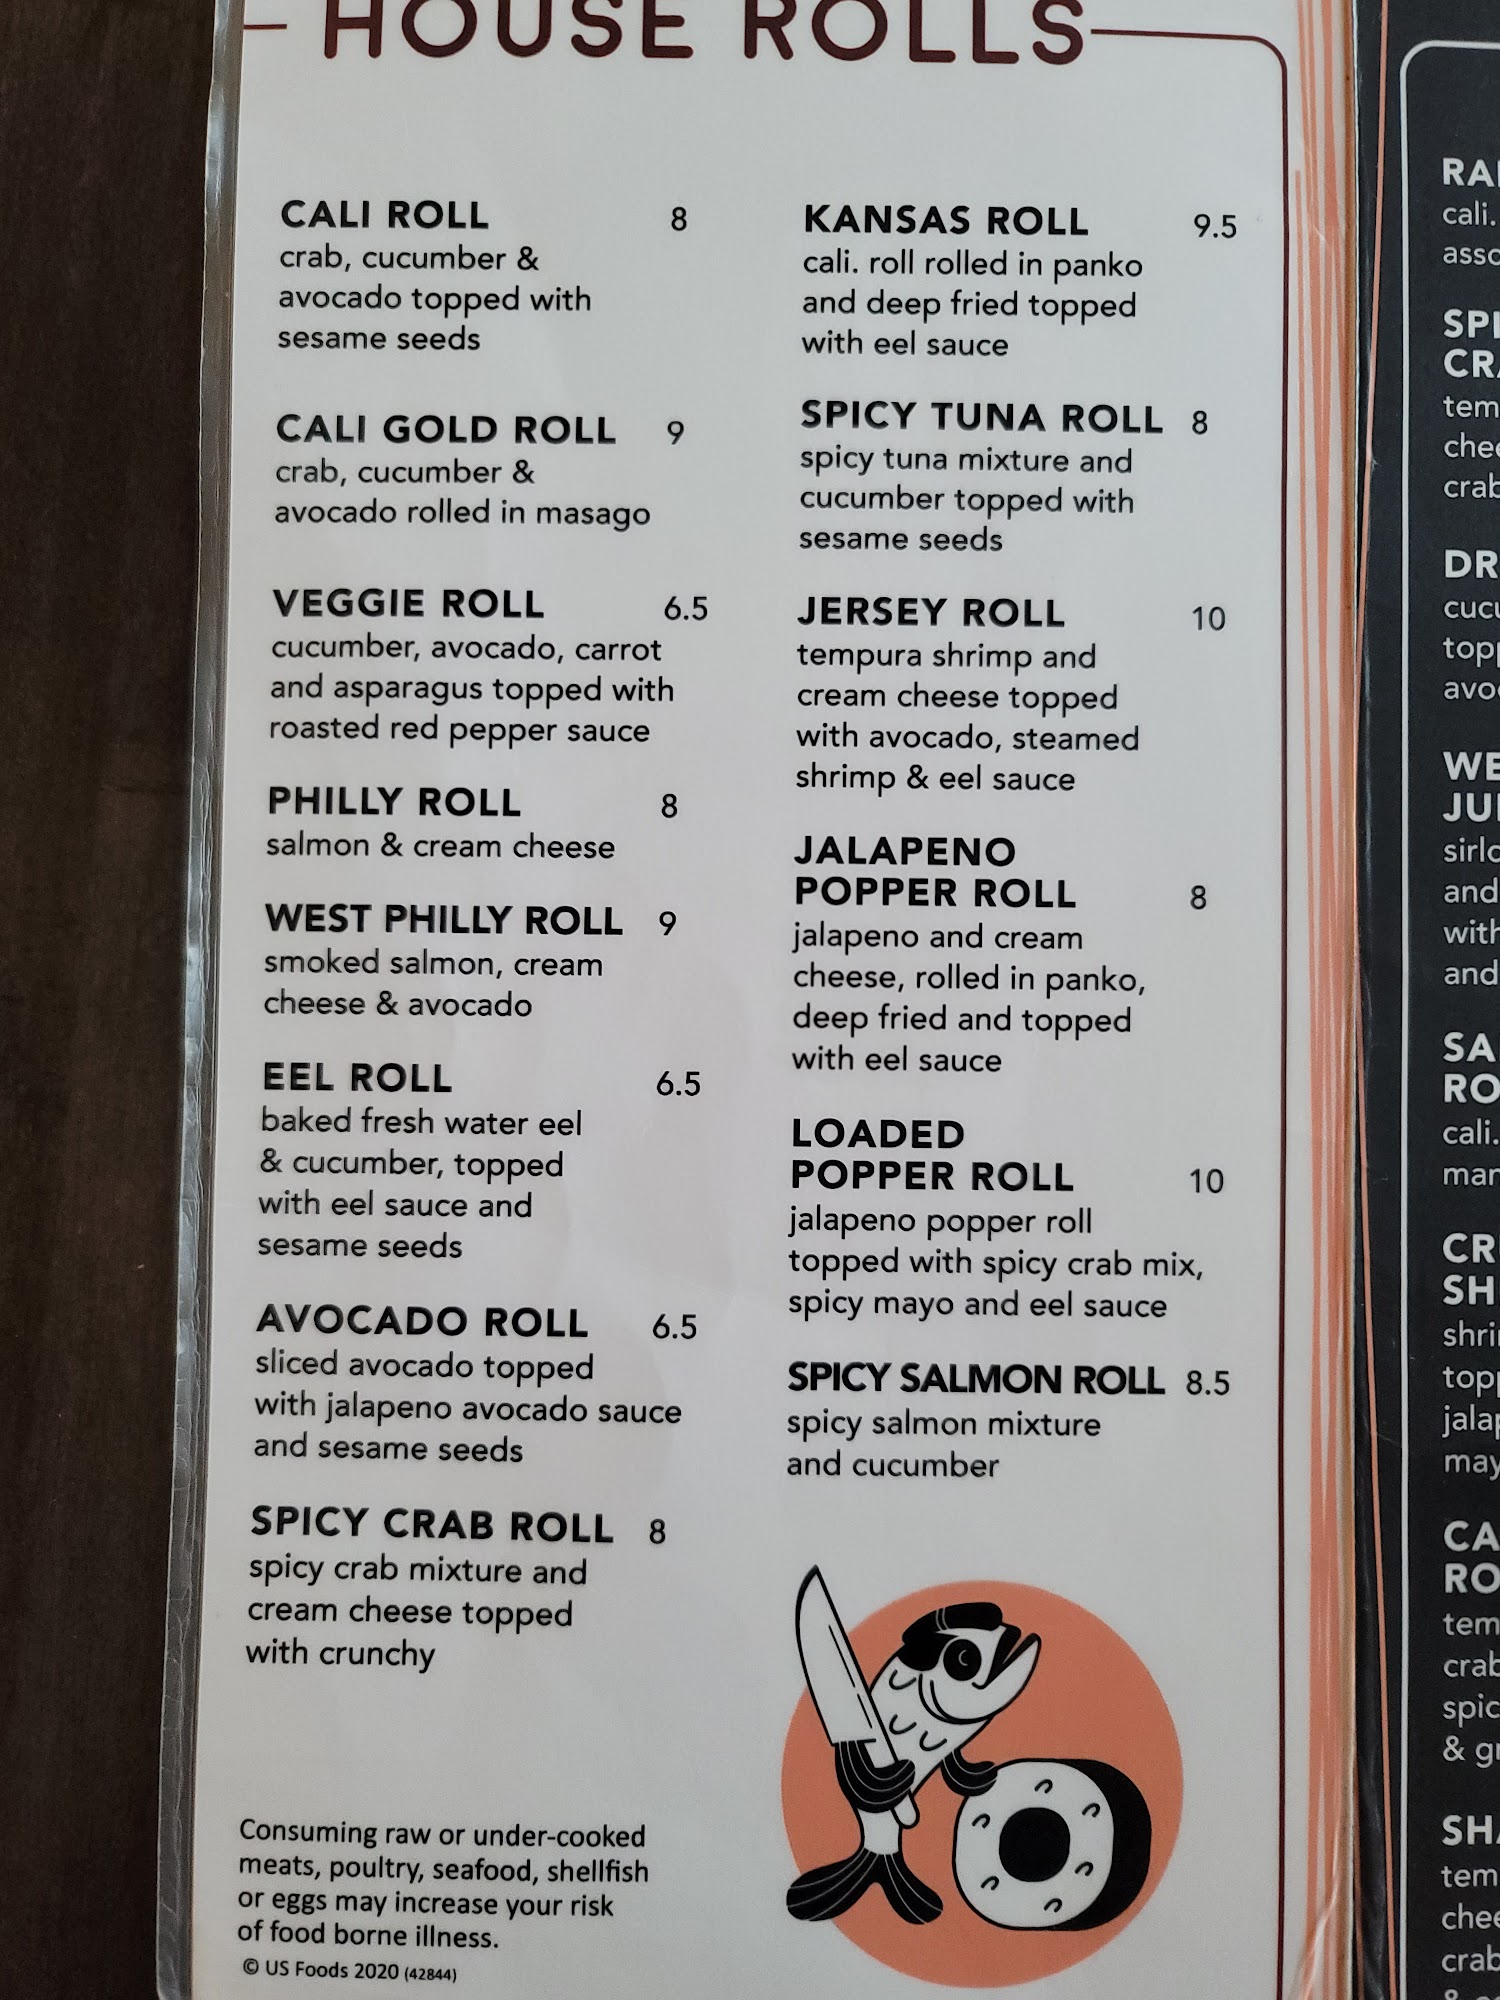 HOUSE ROLLS
CALI ROLL 8
crab, cucumber &
avocado topped with
sesame seeds
CALI GOLD ROLL 9
crab, cucumber &
avocado rolled in masago
VEGGIE ROLL 6.5
cucumber, avocado, carrot
and asparagus topped with
roasted red pepper sauce
PHILLY ROLL 8
salmon & cream cheese
WEST PHILLY ROLL 9
smoked salmon, cream
cheese & avocado
EEL ROLL 6.5
baked fresh water eel
& cucumber, topped
with eel sauce and
sesame seeds
AVOCADO ROLL 6.5
sliced avocado topped
with jalapeno avocado sauce
and sesame seeds
SPICY CRAB ROLL 8
spicy crab mixture and
cream cheese topped
with crunchy
Consuming raw or under-cooked
meats, poultry, seafood, shellfish
or eggs may increase your risk
of food borne illness.
© US Foods 2020 (42844)
KANSAS ROLL 9.5
cali. roll rolled in panko
and deep fried topped
with eel sauce
SPICY TUNA ROLL 8
spicy tuna mixture and
cucumber topped with
sesame seeds
JERSEY ROLL 10
tempura shrimp and
cream cheese topped
with avocado, steamed
shrimp & eel sauce
JALAPENO
POPPER ROLL 8
jalapeno and cream
cheese, rolled in panko,
deep fried and topped
with eel sauce
LOADED
POPPER ROLL 10
jalapeno popper roll
topped with spicy crab mix,
spicy mayo and eel sauce
SPICY SALMON ROLL 8.5
spicy salmon mixture
and cucumber
cali.
and
with
and
cali.